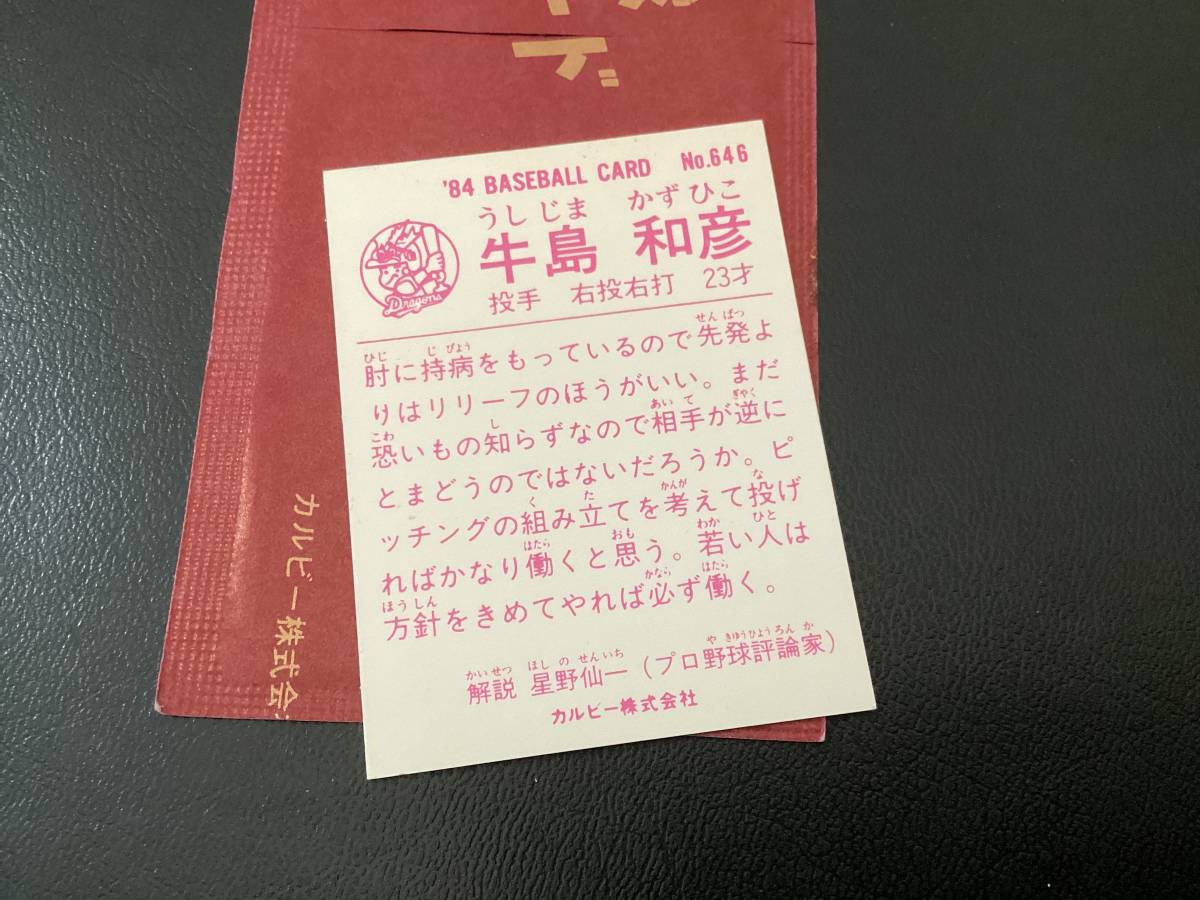 デ
'84 BASEBALL CARD No.646
うし じま かず ひこ
牛島 和彦
Dragons
投手 右投右打 23才
ひじ じ びょう せん ぱつ
肘に持病をもっているので先発よ
りはリリーフのほうがいい。まだ
こわ し あい て ぎゃく
恐いもの知らずなので相手が逆に
とまどうのではないだろうか。ピ
く た かんが な
ッチングの組み立てを考えて投げ
はたら おも わか ひと
ればかなり働くと思う。若い人は
ほう しん かなら はたら
方針をきめてやれば必ず働く。
かい せつ ほし の せん いち や きゅう ひょう ろん か
解説 星野仙一(プロ野球評論家)
カルビー株式会社
カルビー株式会